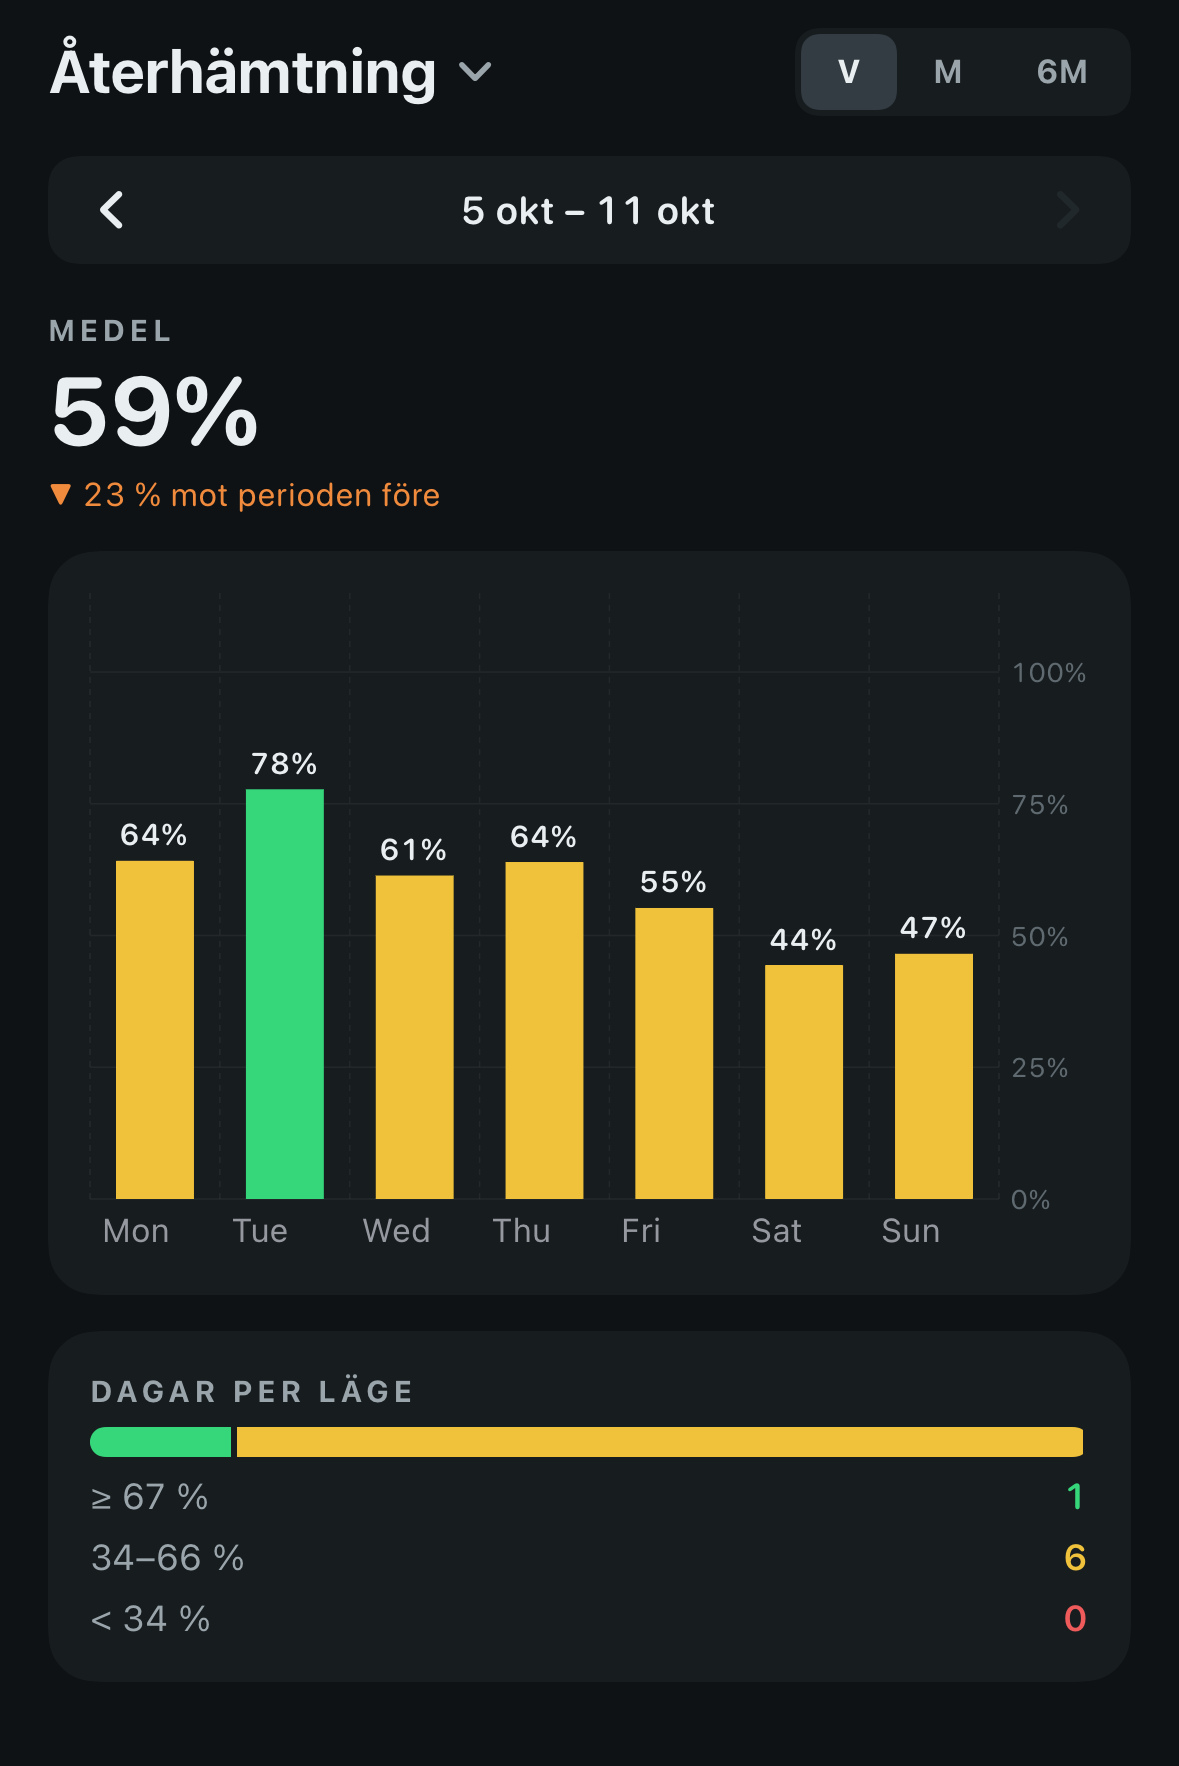 Återhämtning
V M 6M
5 okt – 11 okt
MEDEL
59%
▼ 23 % mot perioden före
100%
75%
50%
25%
0%
64% 78% 61% 64% 55% 44% 47%
Mon Tue Wed Thu Fri Sat Sun
DAGAR PER LÄGE
≥ 67 % 1
34–66 % 6
< 34 % 0